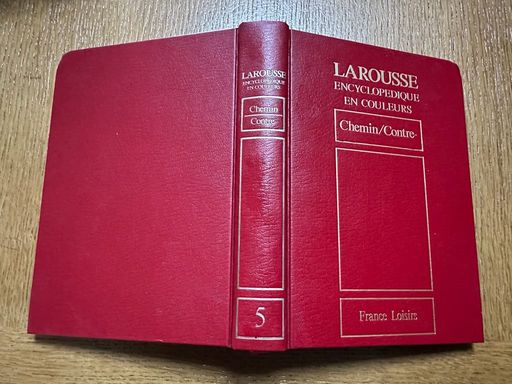 LAROUSSE
ENCYCLOPEDIQUE
EN COULEURS
Chemin
Contre-
5
LAROUSSE
ENCYCLOPEDIQUE
EN COULEURS
Chemin/Contre-
France Loisirs